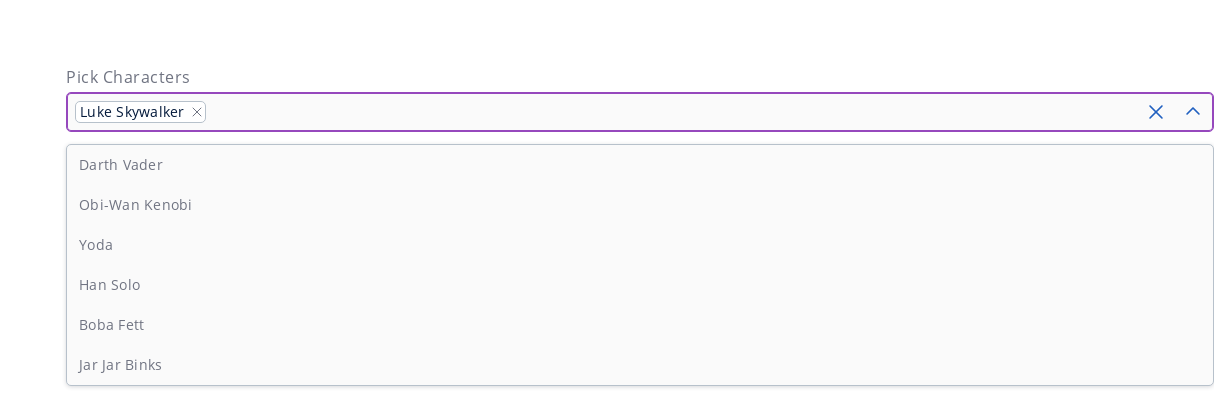 Pick Characters
Luke Skywalker
Darth Vader
Obi-Wan Kenobi
Yoda
Han Solo
Boba Fett
Jar Jar Binks